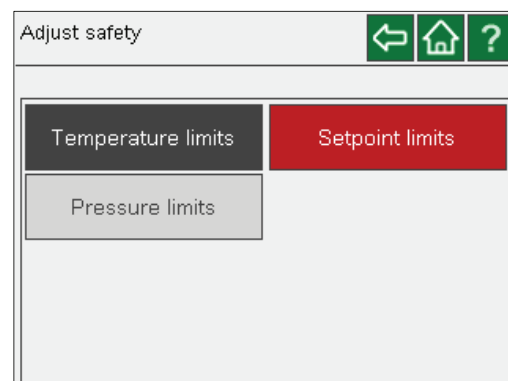 Adjust safety
?
Temperature limits
Setpoint limits
Pressure limits